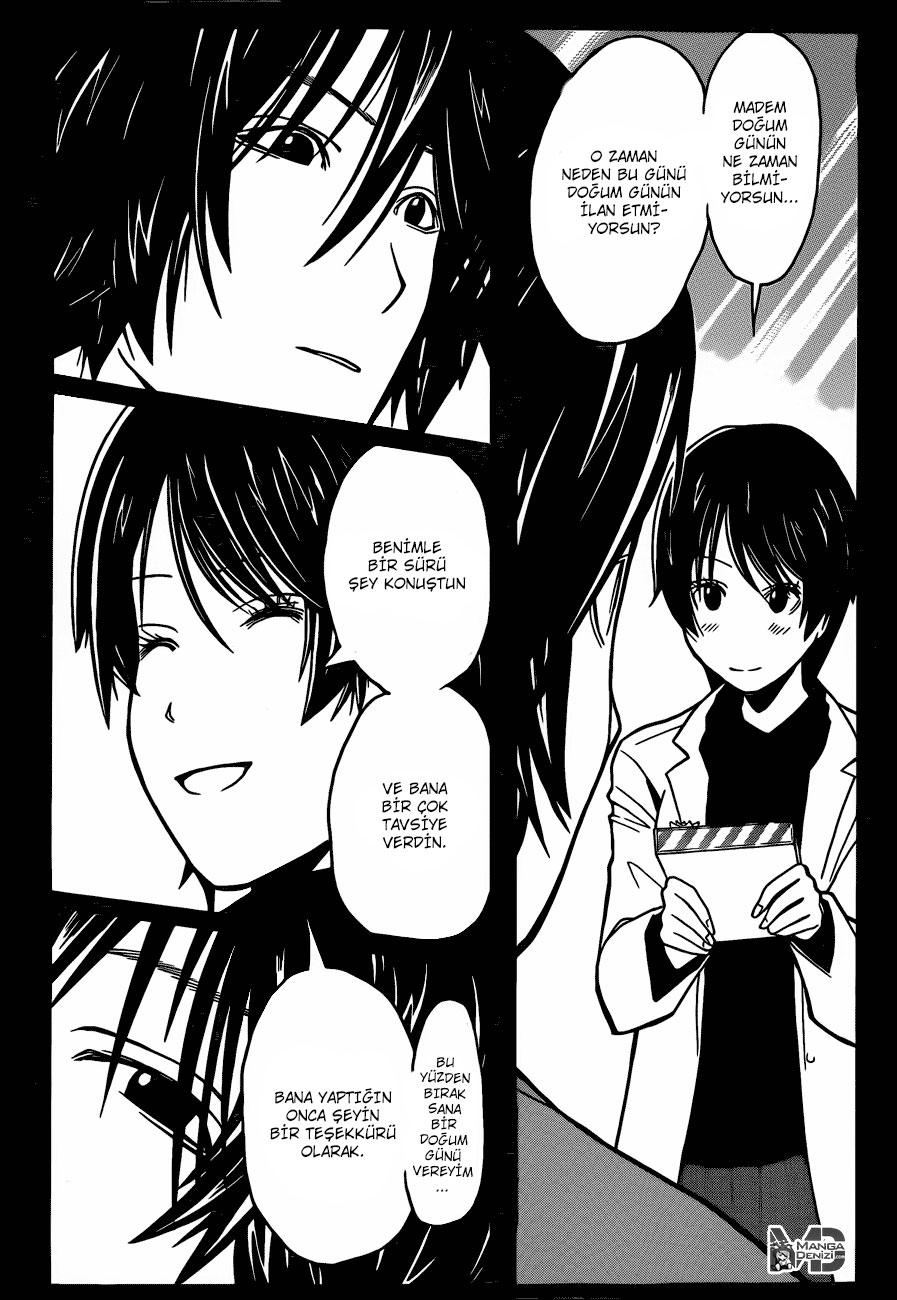 MADEM
DOĞUM
GÜNÜN
NE ZAMAN
BİLMİ-
YORSUN...
O ZAMAN
NEDEN BU GÜNÜ
DOĞUM GÜNÜN
İLAN ETMİ-
YORSUN?
BENİMLE
BİR SÜRÜ
ŞEY KONUŞTUN
VE BANA
BİR ÇOK
TAVSİYE
VERDİN.
BU
YÜZDEN
BIRAK
SANA
BİR
DOĞUM
GÜNÜ
VEREYİM
...
BANA YAPTIĞIN
ONCA ŞEYİN
BİR TEŞEKKÜRÜ
OLARAK.
MD
MANGA
DENİZİ